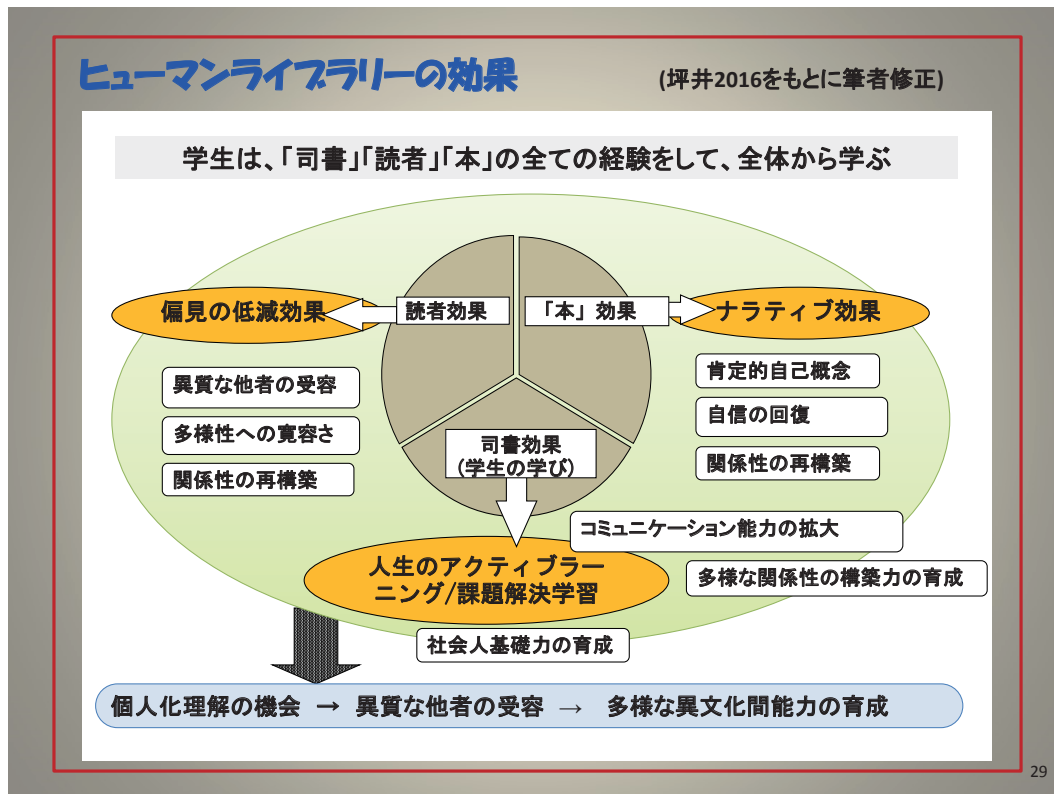 ヒューマンライブラリーの効果
(坪井2016をもとに筆者修正)
学生は、「司書」「読者」「本」の全ての経験をして、全体から学ぶ
偏見の低減効果
読者効果
「本」効果
ナラティブ効果
異質な他者の受容
多様性への寛容さ
関係性の再構築
肯定的自己概念
自信の回復
関係性の再構築
司書効果
(学生の学び)
コミュニケーション能力の拡大
多様な関係性の構築力の育成
人生のアクティブラー
ニング/課題解決学習
社会人基礎力の育成
個人化理解の機会 → 異質な他者の受容 → 多様な異文化間能力の育成
29